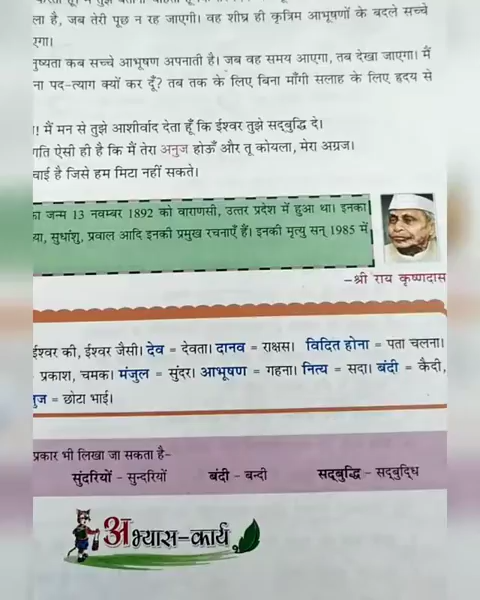 ला है, जब तेरी पूछ न रह जाएगी। वह शीघ्र ही कृत्रिम आभूषणों के बदले सच्चे
एगा।
नुष्यता कब सच्चे आभूषण अपनाती है। जब वह समय आएगा, तब देखा जाएगा। मैं
ना पद-त्याग क्यों कर दूँ? तब तक के लिए बिना माँगी सलाह के लिए हृदय से
! मैं मन से तुझे आशीर्वाद देता हूँ कि ईश्वर तुझे सद्‌बुद्धि दे।
गति ऐसी ही है कि मैं तेरा अनुज होऊँ और तू कोयला, मेरा अग्रज।
चाई है जिसे हम मिटा नहीं सकते।
का जन्म 13 नवम्बर 1892 को वाराणसी, उत्तर प्रदेश में हुआ था। इनका
या, सुधांशु, प्रवाल आदि इनकी प्रमुख रचनाएँ हैं। इनकी मृत्यु सन् 1985 में
–श्री राय कृष्णदास
ईश्वर की, ईश्वर जैसी। देव = देवता। दानव = राक्षस। विदित होना = पता चलना।
प्रकाश, चमक। मंजुल = सुंदर। आभूषण = गहना। नित्य = सदा। बंदी = कैदी,
नुज = छोटा भाई।
प्रकार भी लिखा जा सकता है–
सुंदरियों – सुन्दरियों बंदी – बन्दी सद्‌बुद्धि – सद्‌बुद्‌धि
अभ्यास-कार्य